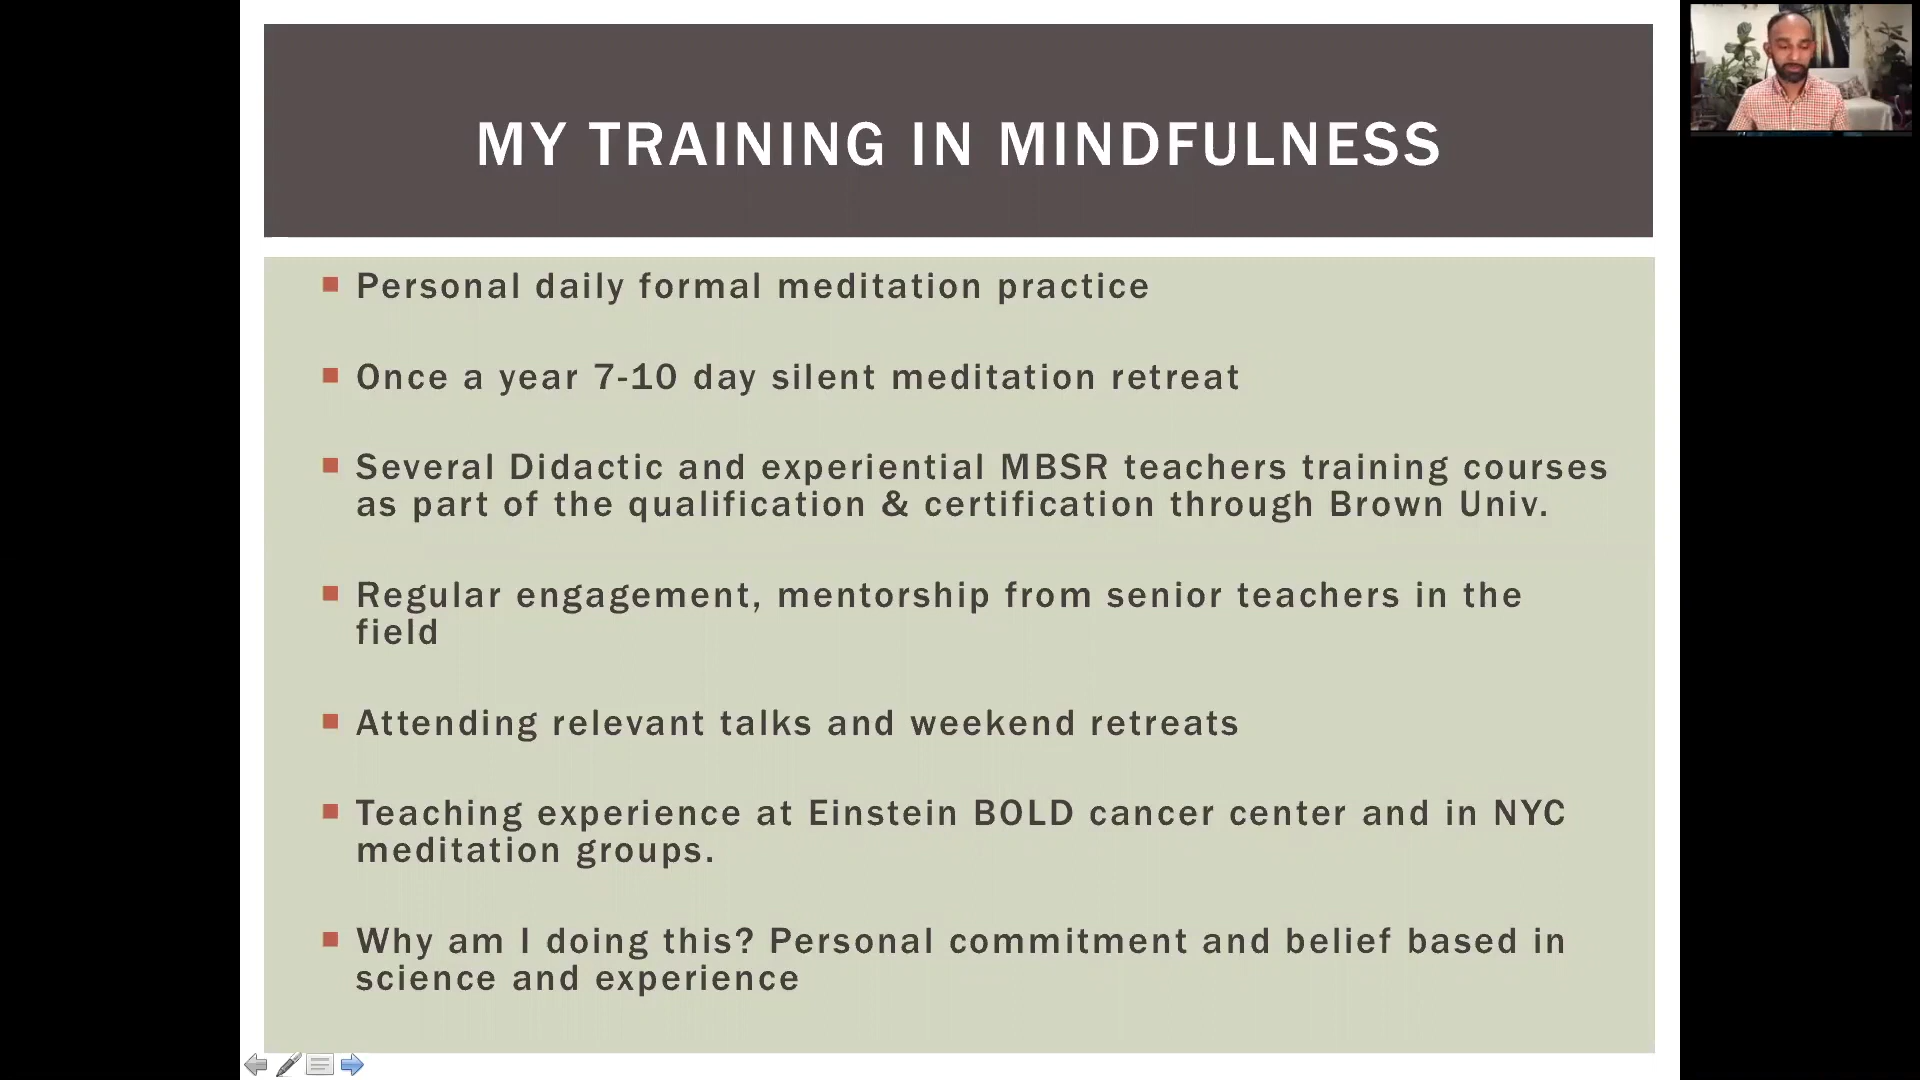 MY TRAINING IN MINDFULNESS
Personal daily formal meditation practice
Once a year 7-10 day silent meditation retreat
Several Didactic and experiential MBSR teachers training courses
as part of the qualification & certification through Brown Univ.
Regular engagement, mentorship from senior teachers in the
field
Attending relevant talks and weekend retreats
Teaching experience at Einstein BOLD cancer center and in NYC
meditation groups.
Why am I doing this? Personal commitment and belief based in
science and experience